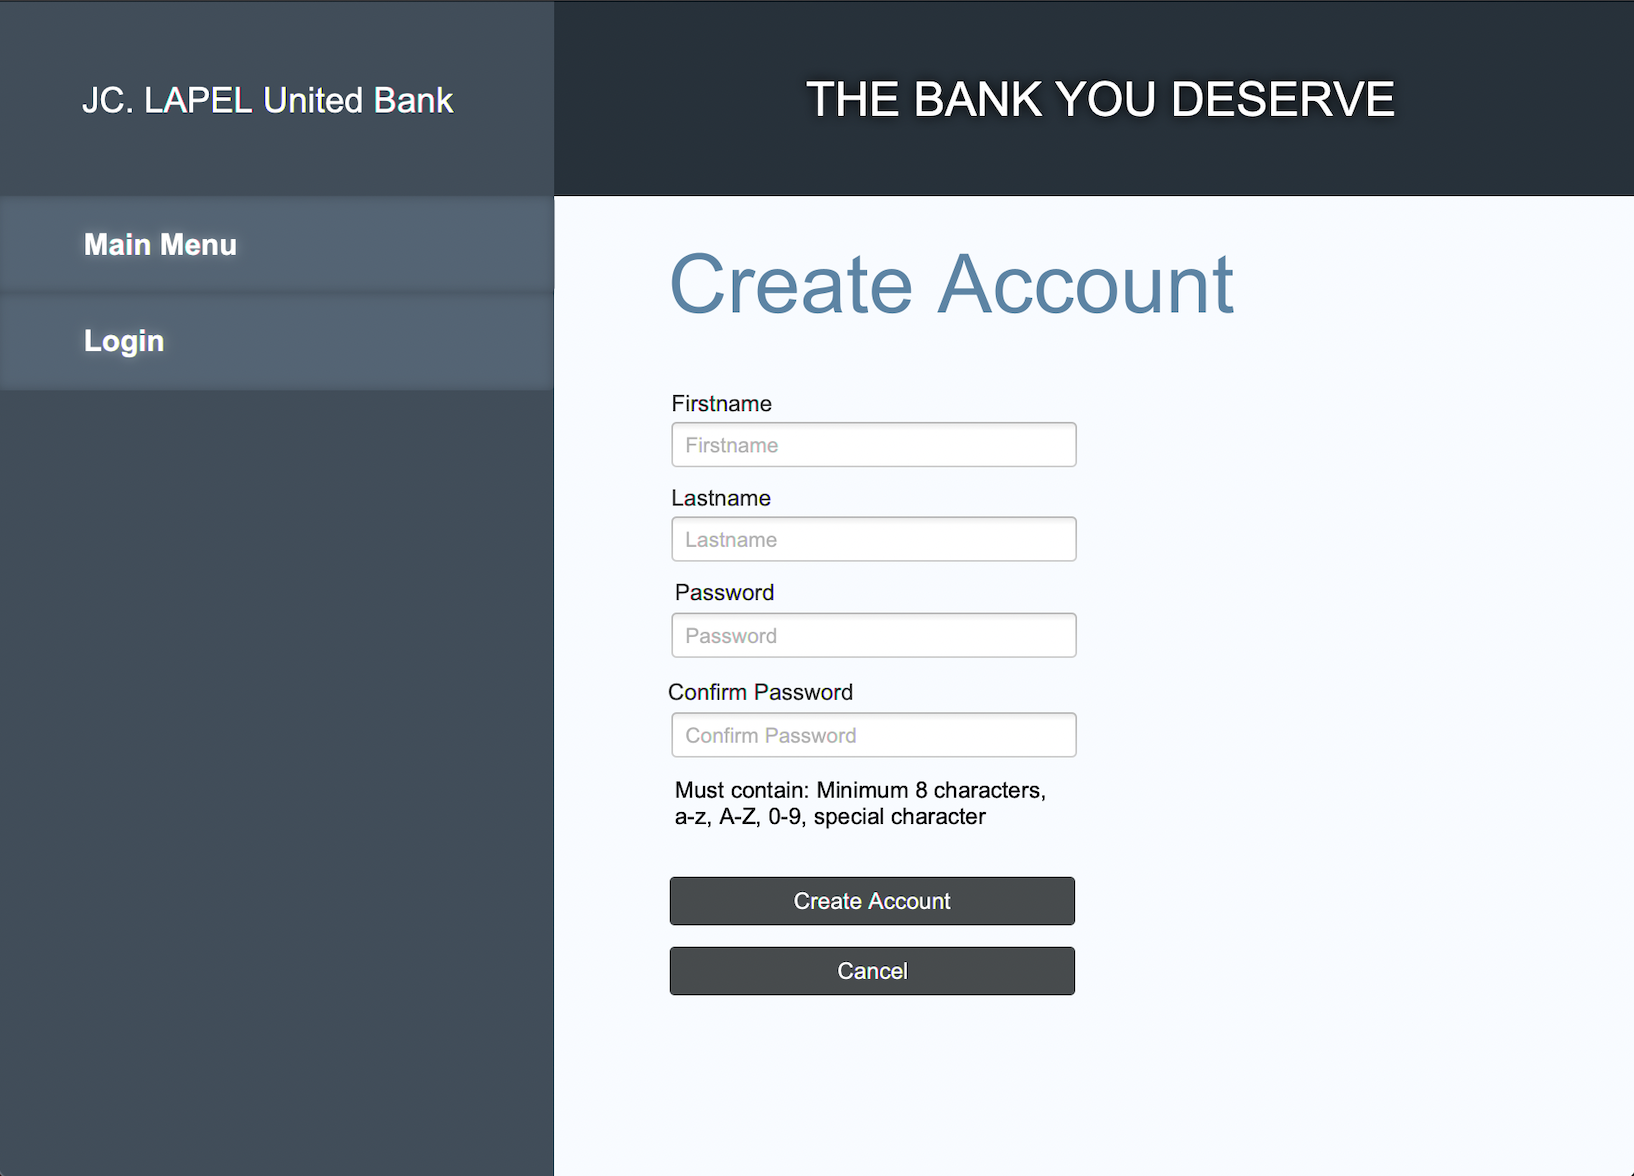 JC. LAPEL United Bank
THE BANK YOU DESERVE
Main Menu
Login
Create Account
Firstname
Firstname
Lastname
Lastname
Password
Password
Confirm Password
Confirm Password
Must contain: Minimum 8 characters,
a-z, A-Z, 0-9, special character
Create Account
Cancel